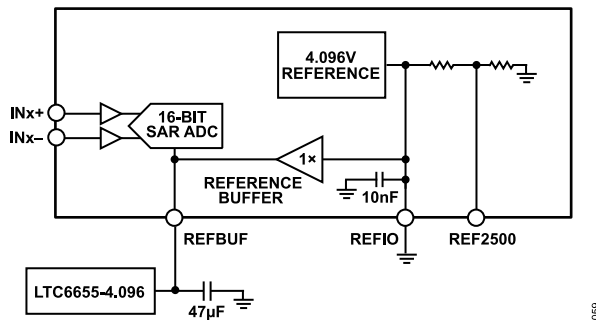 4.096V
REFERENCE
INx+
INx–
16-BIT
SAR ADC
1×
REFERENCE
BUFFER
10nF
REFBUF
REFIO
REF2500
LTC6655-4.096
47µF
059